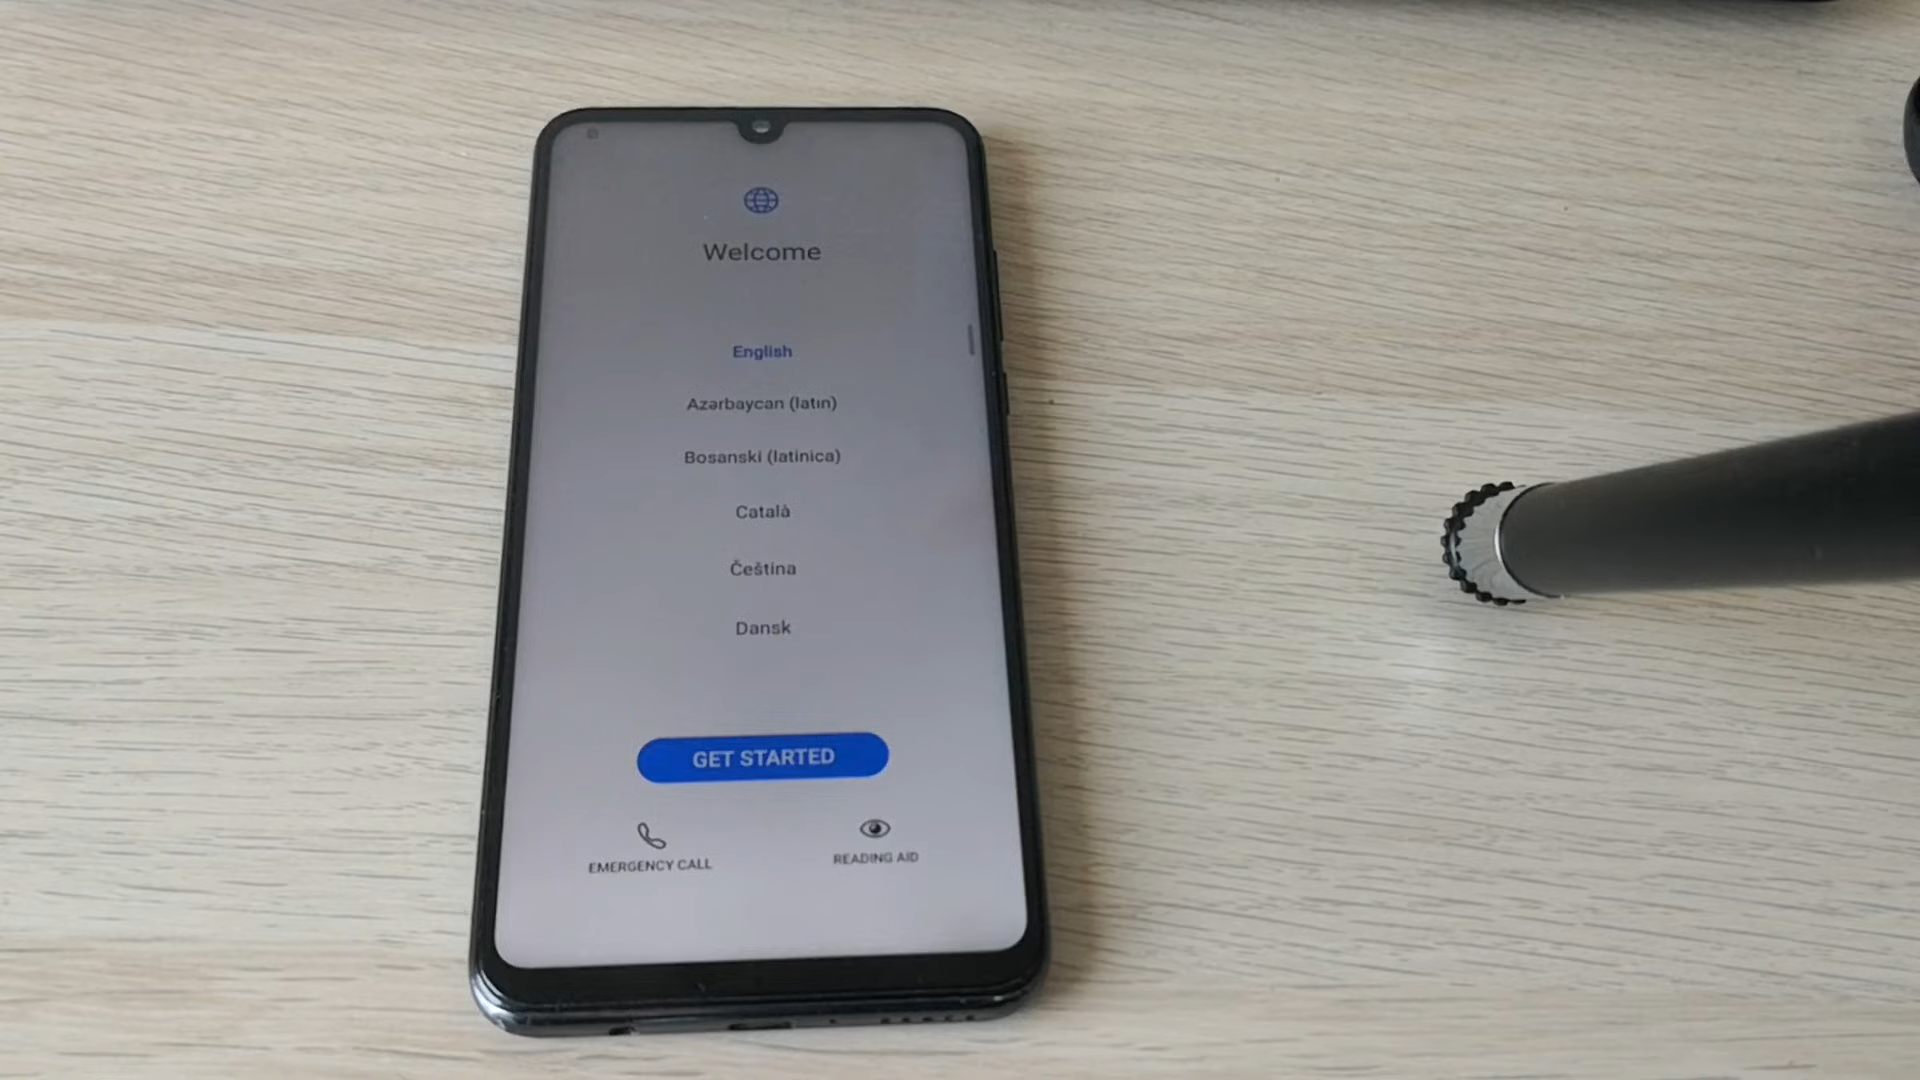 Welcome
English
Azərbaycan (latın)
Bosanski (latinica)
Català
Čeština
Dansk
GET STARTED
EMERGENCY CALL
READING AID